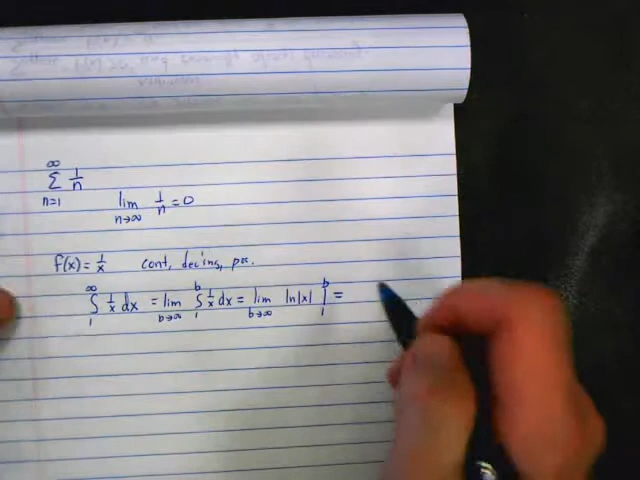 ∞ Σ n=1 1/n
lim n→∞ 1/n = 0
f(x) = 1/x cont, dec'ing, pos.
∫ 1 ∞ 1/x dx = lim b→∞ ∫ 1 b 1/x dx = lim b→∞ ln|x| | 1 b =